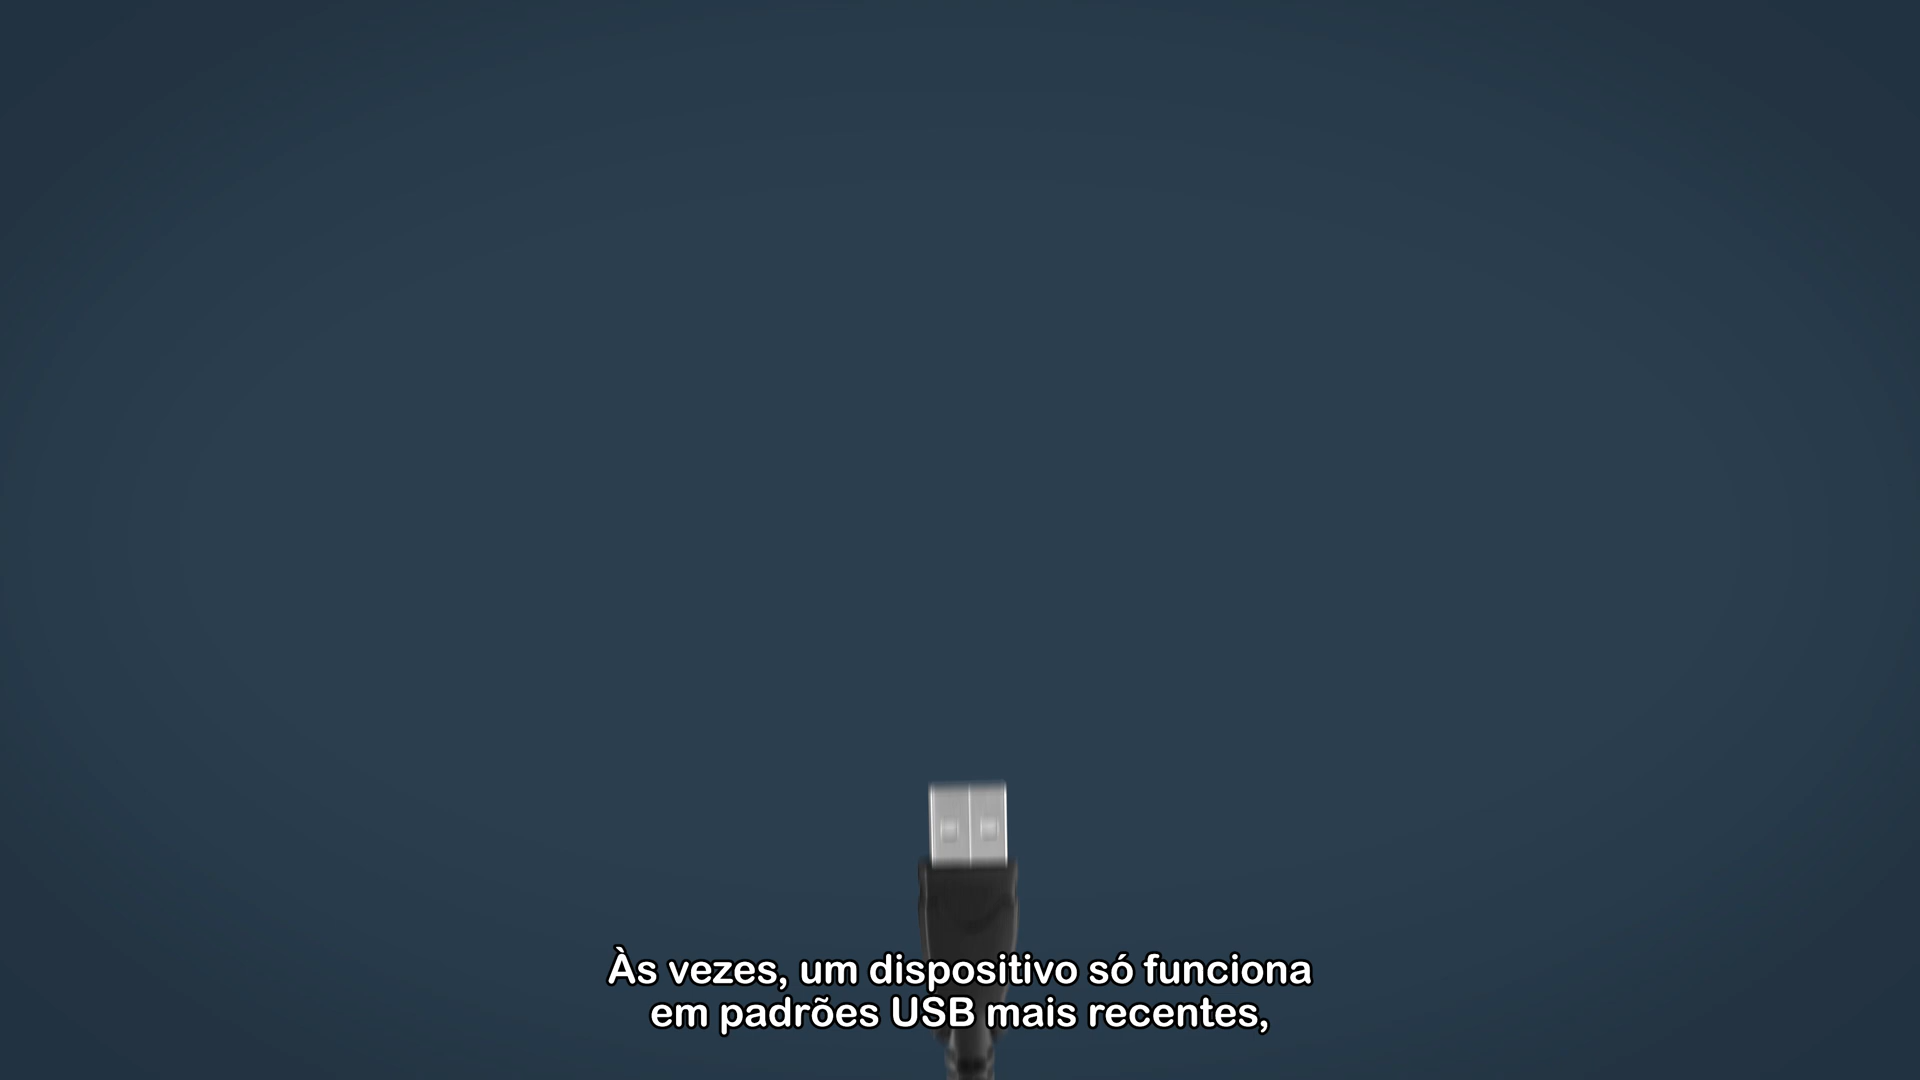 Às vezes, um dispositivo só funciona
em padrões USB mais recentes,